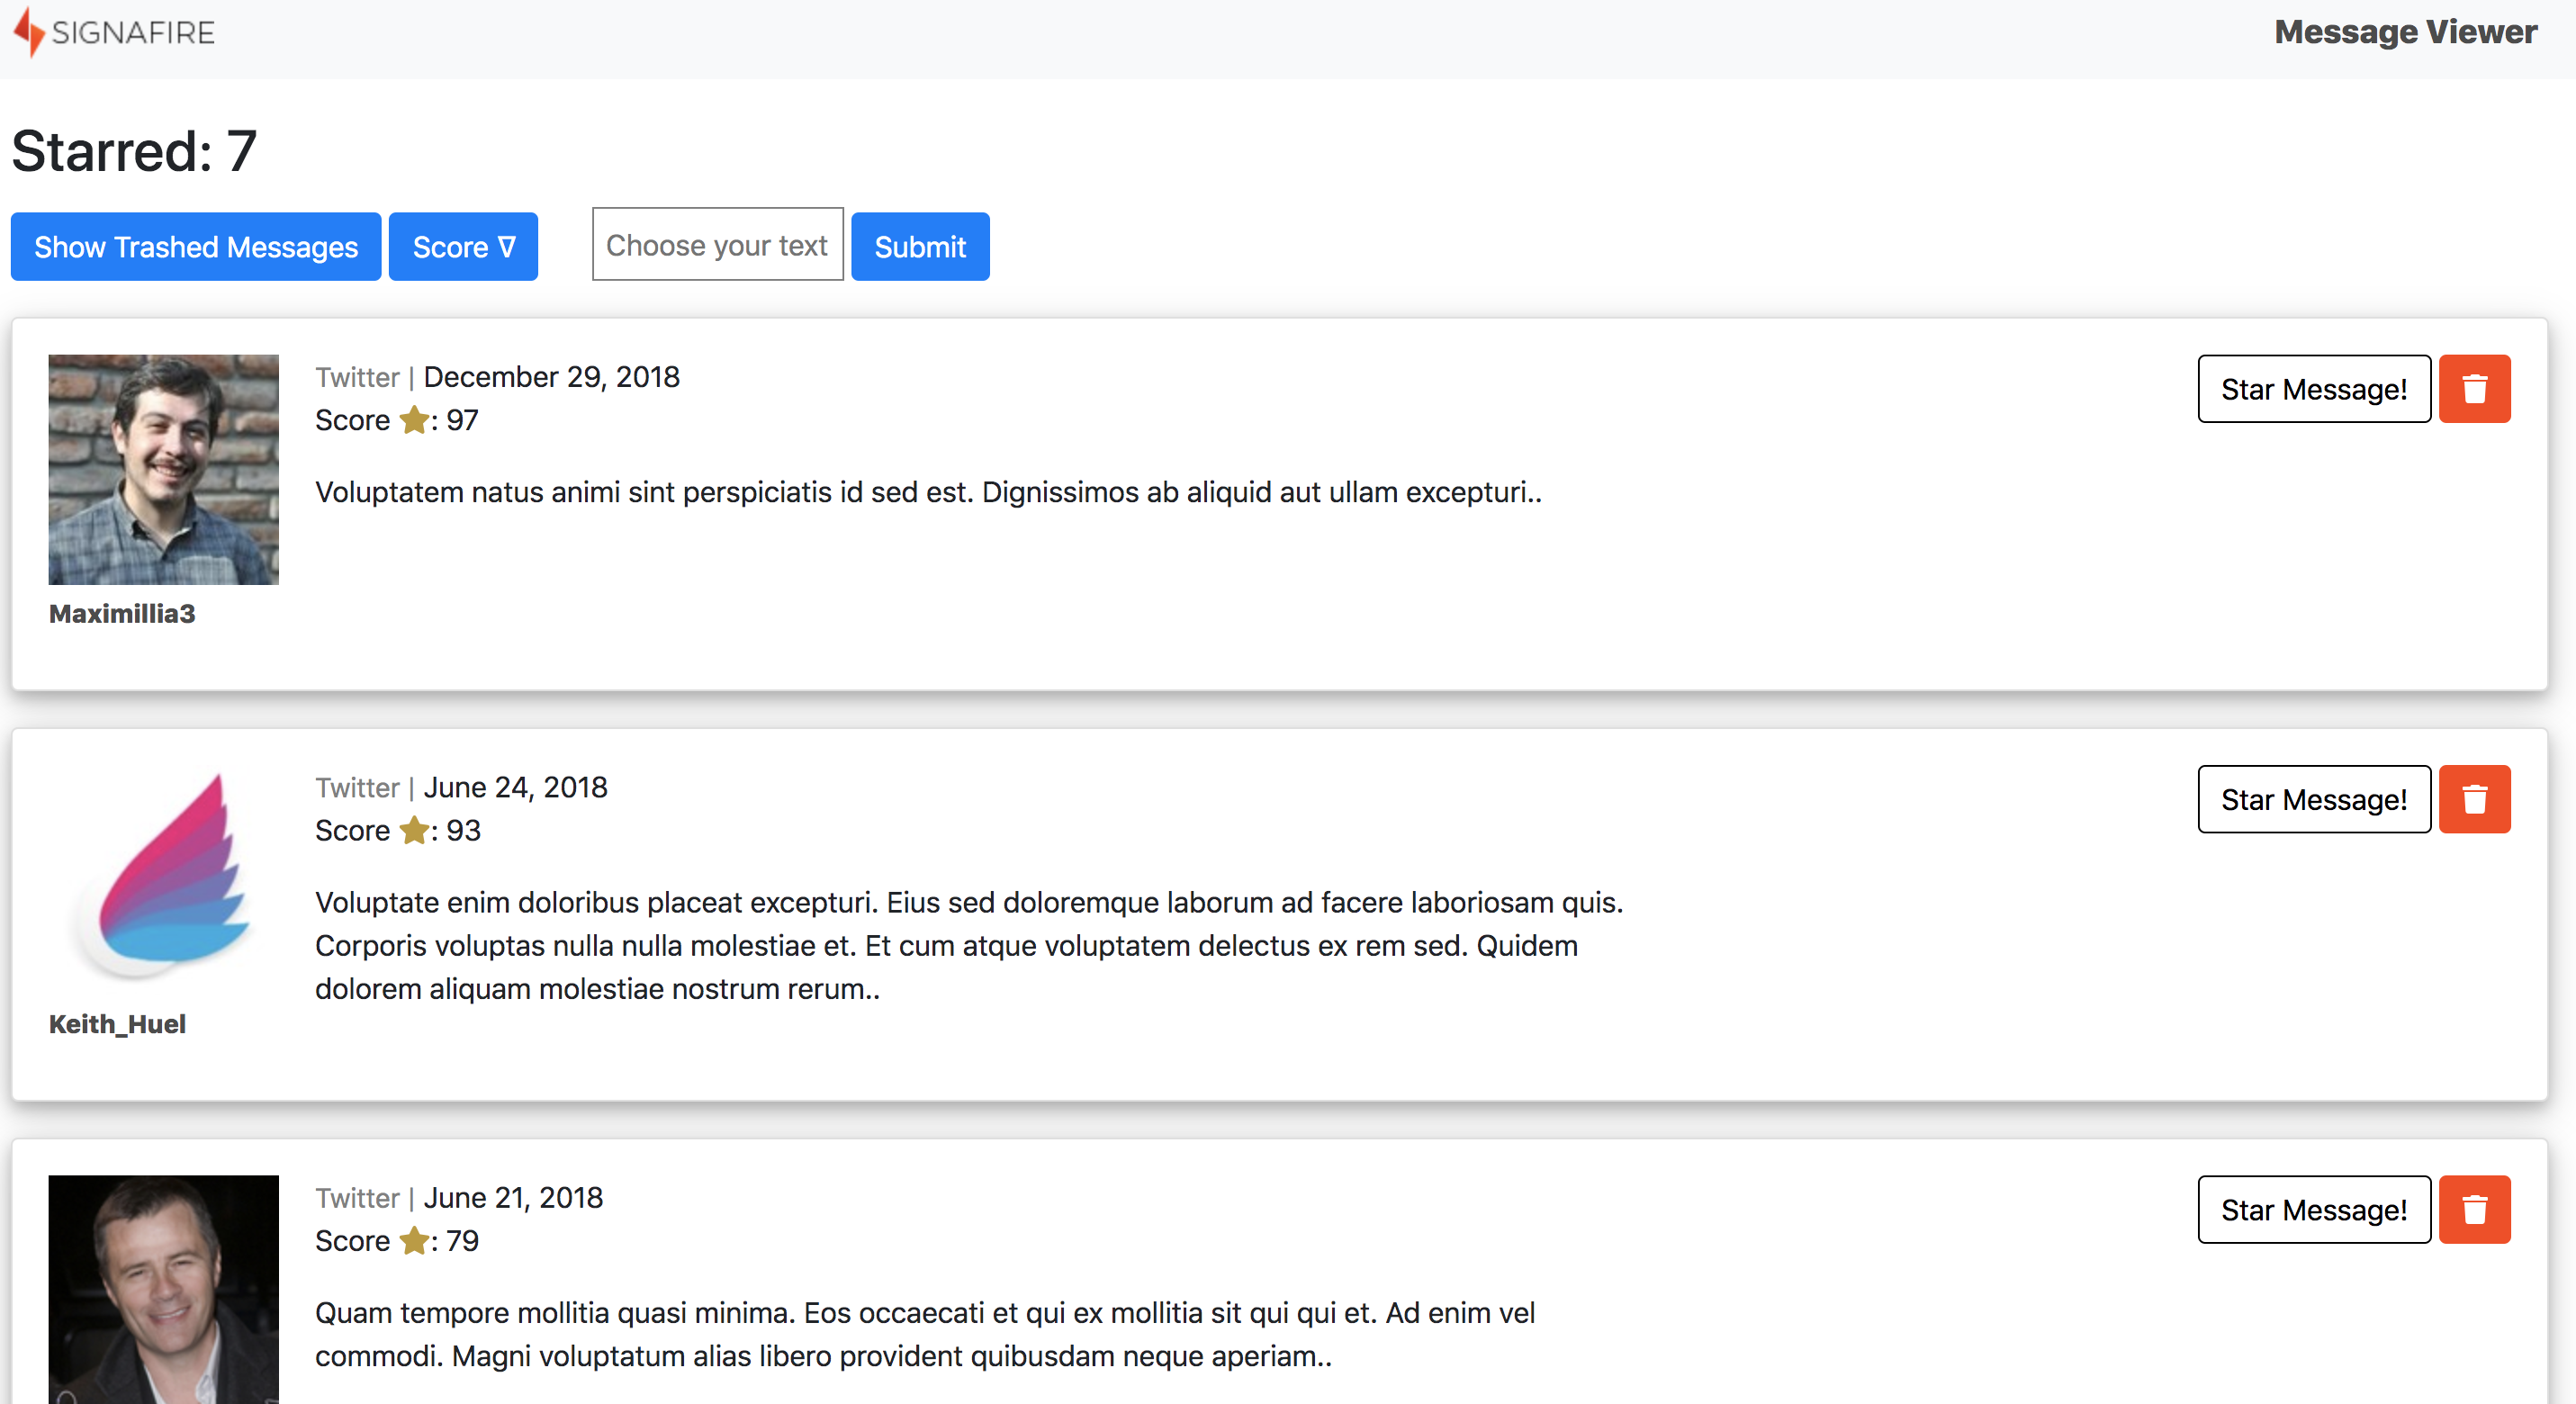 SIGNAFIRE
Message Viewer
Starred: 7
Show Trashed Messages
Score ∇
Choose your text
Submit
Twitter | December 29, 2018
Score ★: 97
Star Message!
Voluptatem natus animi sint perspiciatis id sed est. Dignissimos ab aliquid aut ullam excepturi..
Maximillia3
Twitter | June 24, 2018
Score ★: 93
Star Message!
Voluptate enim doloribus placeat excepturi. Eius sed doloremque laborum ad facere laboriosam quis.
Corporis voluptas nulla nulla molestiae et. Et cum atque voluptatem delectus ex rem sed. Quidem
dolorem aliquam molestiae nostrum rerum..
Keith_Huel
Twitter | June 21, 2018
Score ★: 79
Star Message!
Quam tempore mollitia quasi minima. Eos occaecati et qui ex mollitia sit qui qui et. Ad enim vel
commodi. Magni voluptatum alias libero provident quibusdam neque aperiam..